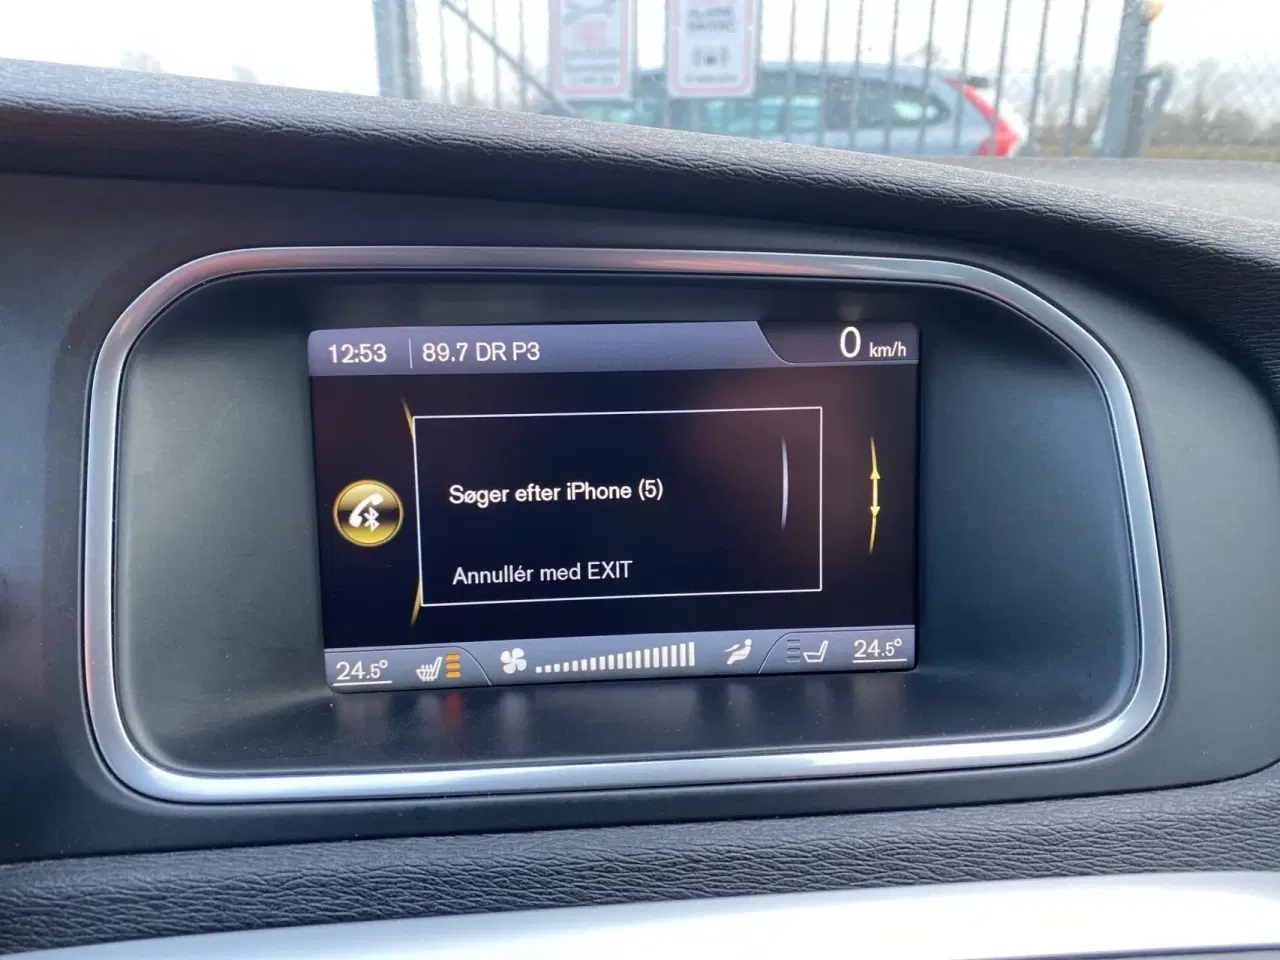 12:53 89.7 DR P3 0 km/h
Søger efter iPhone (5)
Annullér med EXIT
24.5° 24.5°